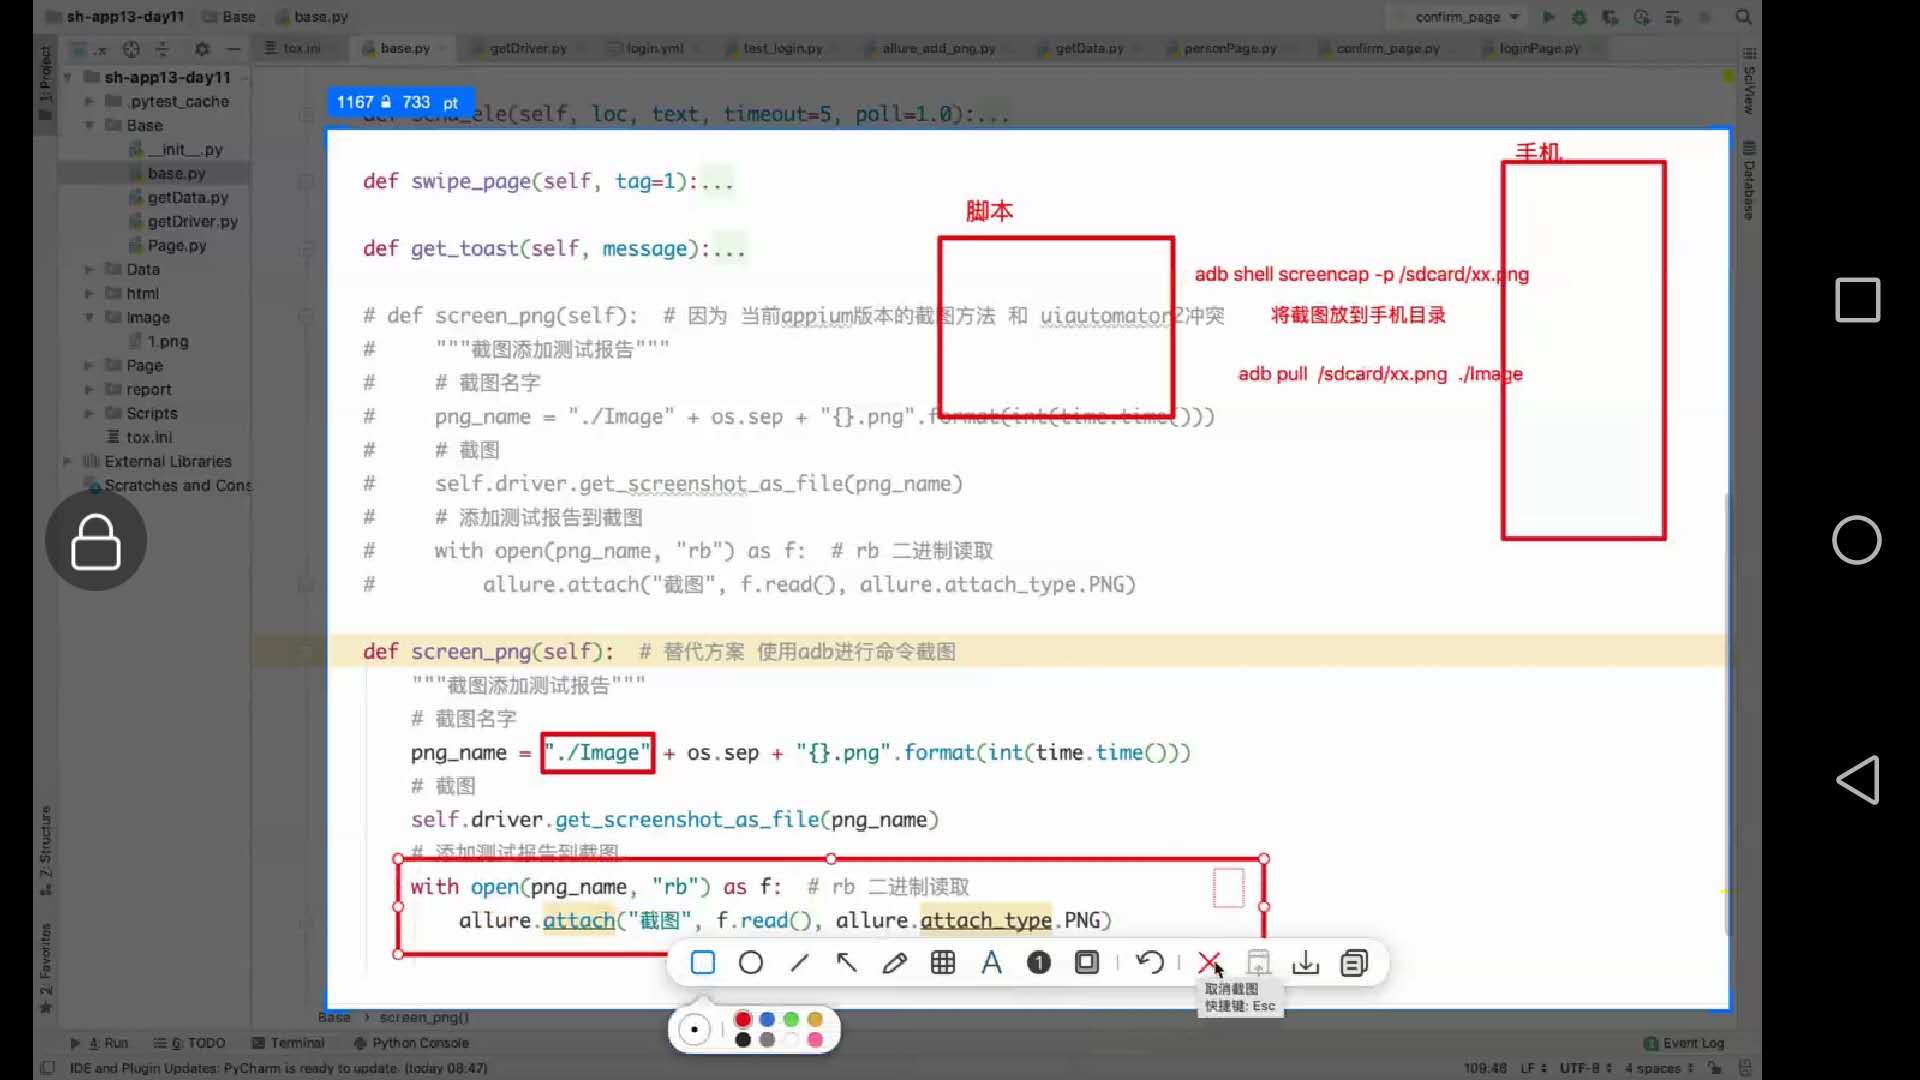 sh-app13-day11 Base base.py
confirm_page
tox.ini base.py getDriver.py login.yml test_login.py allure_add_png.py getData.py personPage.py confirm_page.py loginPage.py
1: Project
sh-app13-day11
.pytest_cache
Base
__init__.py
base.py
getData.py
getDriver.py
Page.py
Data
html
Image
1.png
Page
report
Scripts
tox.ini
External Libraries
Scratches and Cons
SciView
Database
1167 733 pt
ele(self, loc, text, timeout=5, poll=1.0):...
def swipe_page(self, tag=1):...
def get_toast(self, message):...
# def screen_png(self): # 因为 当前appium版本的截图方法 和 uiautomator2冲突
# """截图添加测试报告"""
# # 截图名字
# png_name = "./Image" + os.sep + "{}.png".format(int(time.time()))
# # 截图
# self.driver.get_screenshot_as_file(png_name)
# # 添加测试报告到截图
# with open(png_name, "rb") as f: # rb 二进制读取
# allure.attach("截图", f.read(), allure.attach_type.PNG)
def screen_png(self): # 替代方案 使用adb进行命令截图
"""截图添加测试报告"""
# 截图名字
png_name = "./Image" + os.sep + "{}.png".format(int(time.time()))
# 截图
self.driver.get_screenshot_as_file(png_name)
# 添加测试报告到截图
with open(png_name, "rb") as f: # rb 二进制读取
allure.attach("截图", f.read(), allure.attach_type.PNG)
脚本
手机
adb shell screencap -p /sdcard/xx.png
将截图放到手机目录
adb pull /sdcard/xx.png ./Image
A 1
取消截图
快捷键: Esc
Base › screen_png()
Z: Structure
2: Favorites
4: Run 6: TODO Terminal Python Console
1 Event Log
IDE and Plugin Updates: PyCharm is ready to update. (today 08:47)
109:46 LF UTF-8 4 spaces